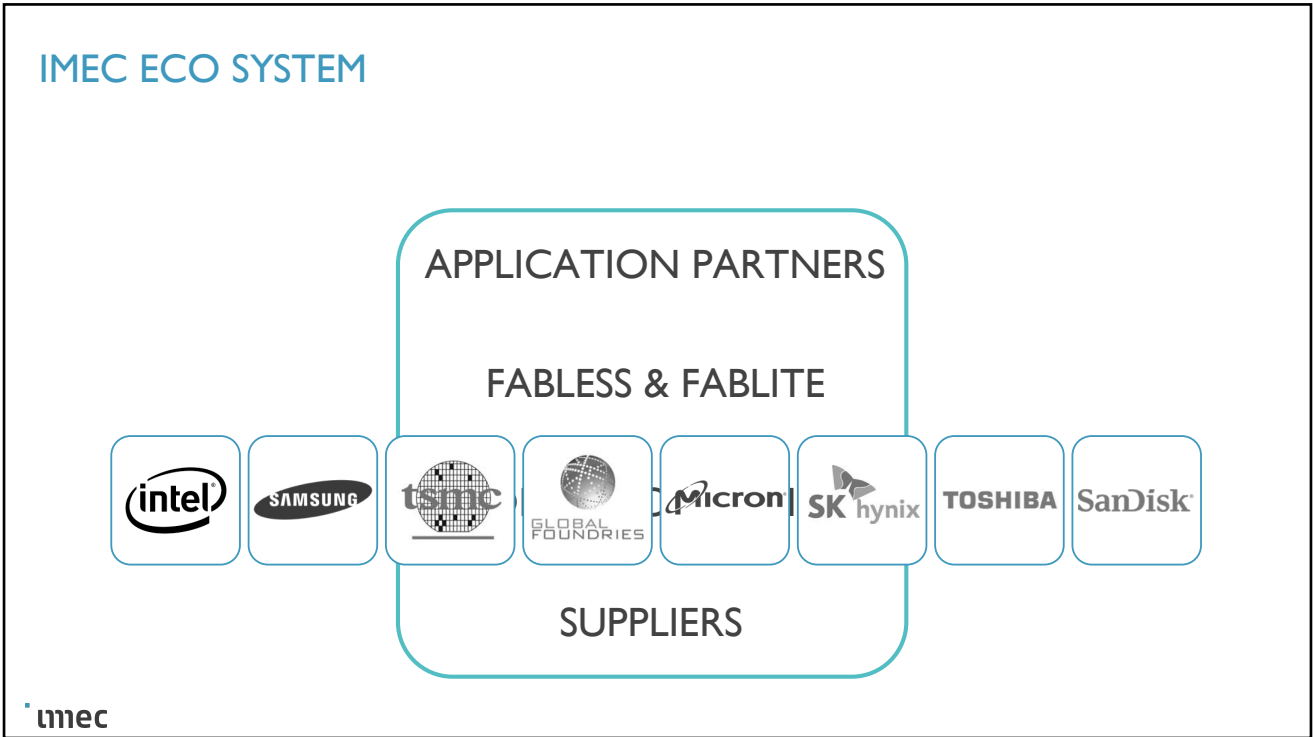 IMEC ECO SYSTEM
APPLICATION PARTNERS
FABLESS & FABLITE
intel
SAMSUNG
tsmc
GLOBAL
FOUNDRIES
Micron
SK hynix
TOSHIBA
SanDisk
SUPPLIERS
imec